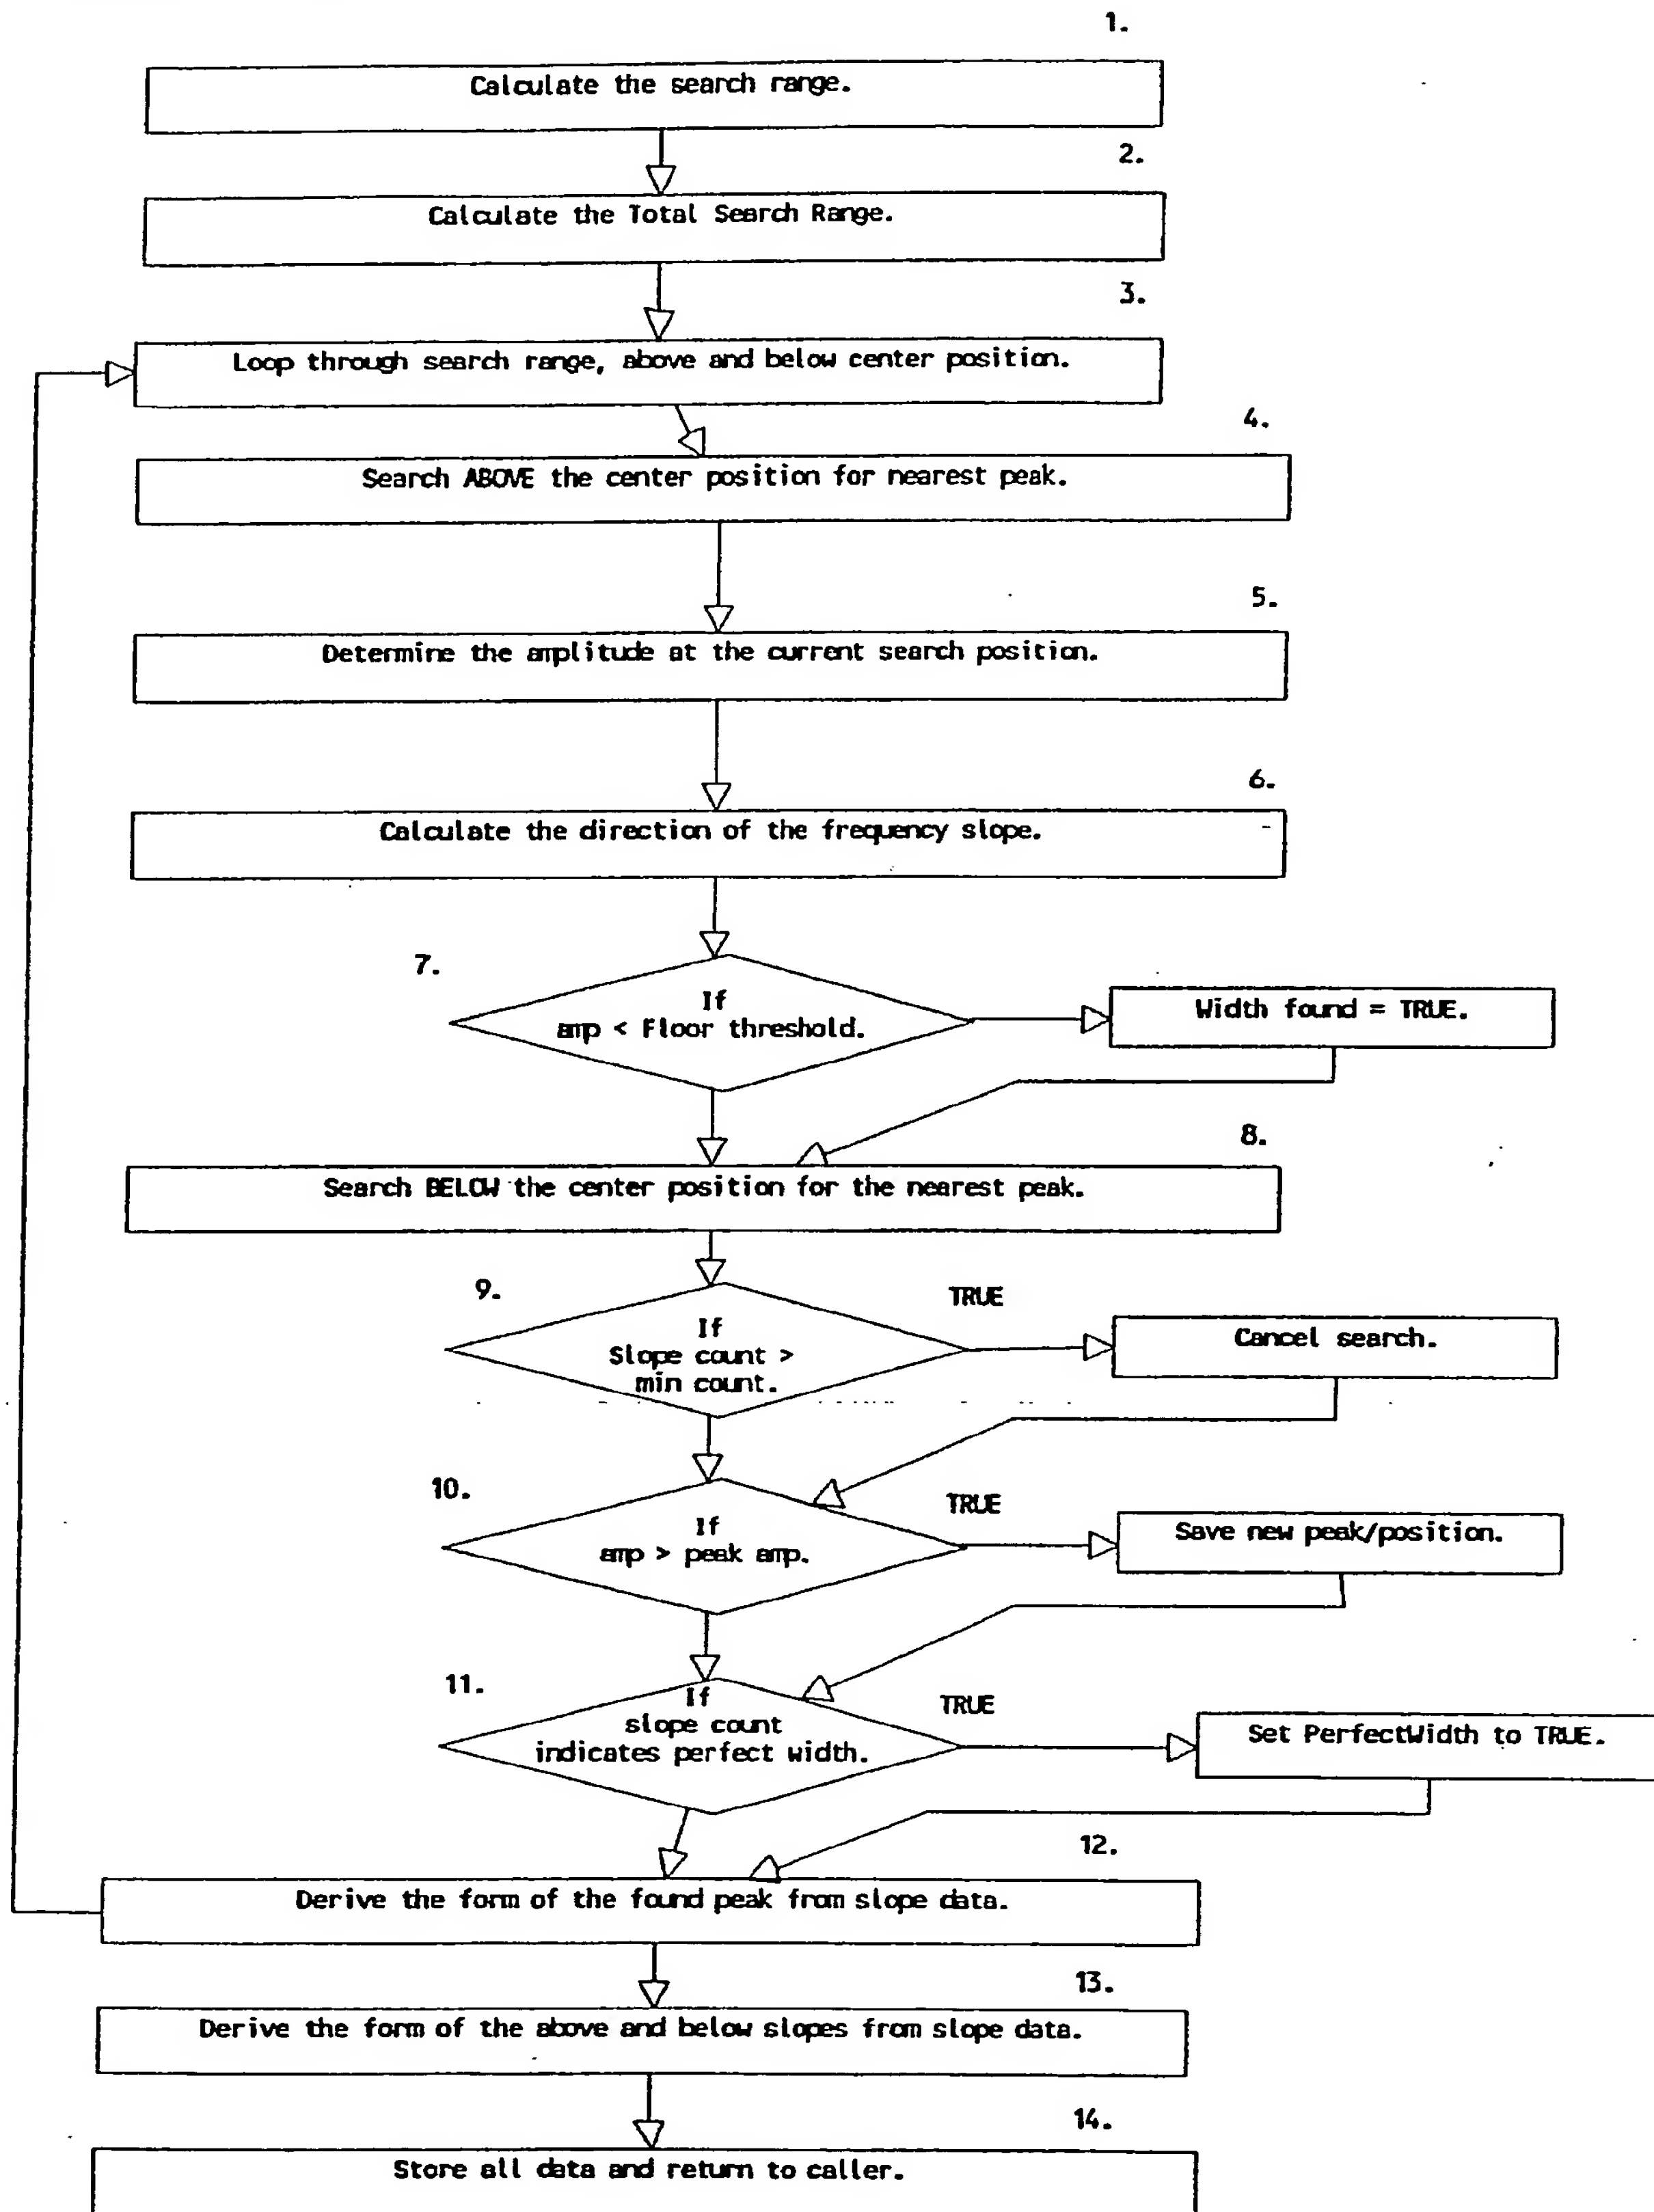 1.
Calculate the search range.
2.
Calculate the Total Search Range.
3.
Loop through search range, above and below center position.
4.
Search ABOVE the center position for nearest peak.
5.
Determine the amplitude at the current search position.
6.
Calculate the direction of the frequency slope.
7.
If
amp < Floor threshold.
Width found = TRUE.
8.
Search BELOW the center position for the nearest peak.
9.
If
Slope count >
min count.
TRUE
Cancel search.
10.
If
amp > peak amp.
TRUE
Save new peak/position.
11.
If
slope count
indicates perfect width.
TRUE
Set PerfectWidth to TRUE.
12.
Derive the form of the found peak from slope data.
13.
Derive the form of the above and below slopes from slope data.
14.
Store all data and return to caller.